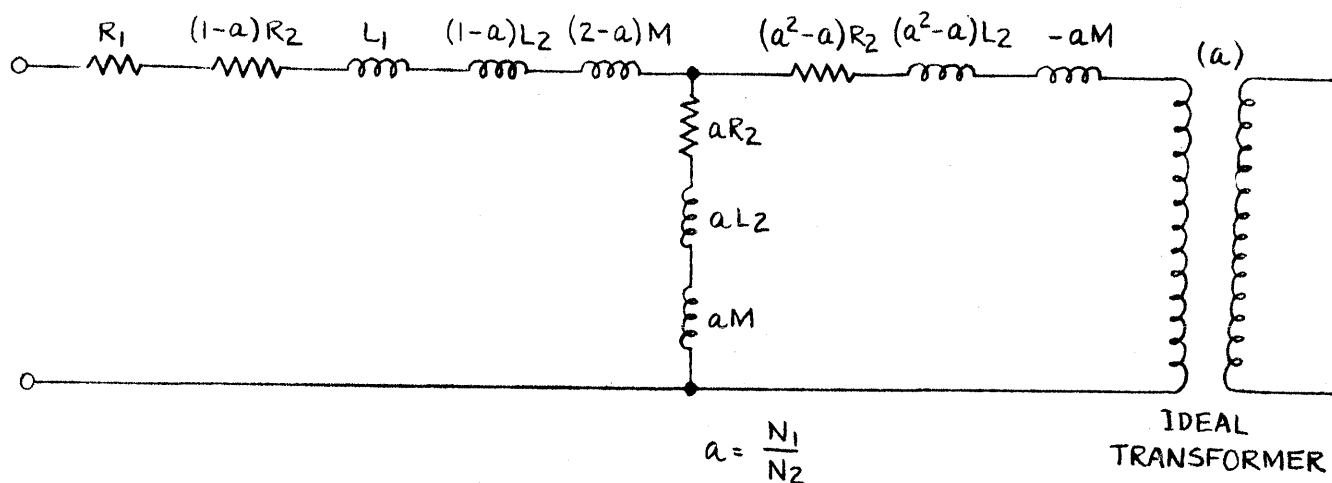 R₁ (1-a)R₂ L₁ (1-a)L₂ (2-a)M (a²-a)R₂ (a²-a)L₂ -aM (a)
aR₂
aL₂
aM
a = N₁/N₂
IDEAL
TRANSFORMER